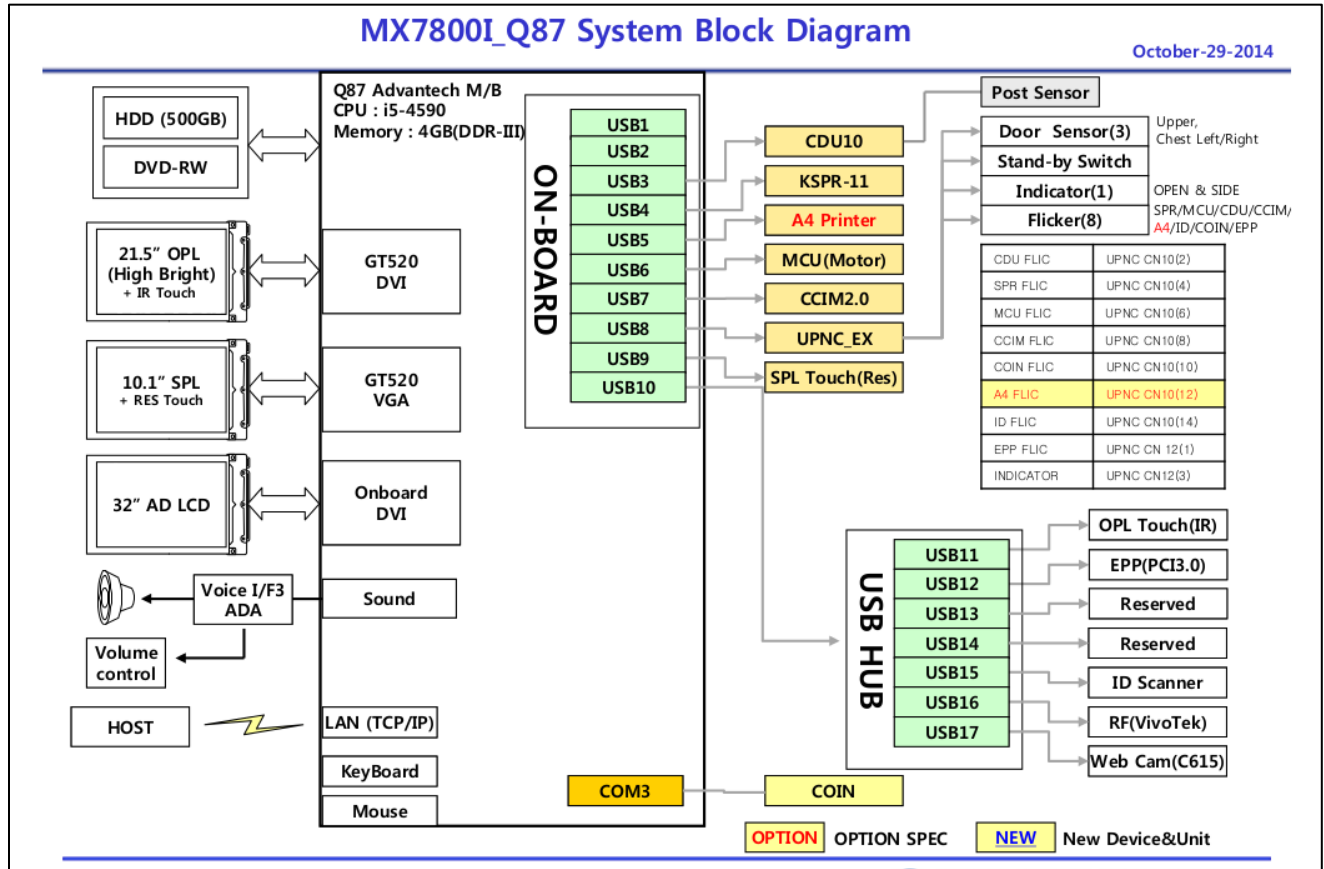 MX7800I_Q87 System Block Diagram
October-29-2014
HDD (500GB)
DVD-RW
21.5” OPL
(High Bright)
+ IR Touch
10.1” SPL
+ RES Touch
32” AD LCD
Voice I/F3
ADA
Volume
control
HOST
Q87 Advantech M/B
CPU : i5-4590
Memory : 4GB(DDR-III)
GT520
DVI
GT520
VGA
Onboard
DVI
Sound
LAN (TCP/IP)
KeyBoard
Mouse
ON-BOARD
USB1
USB2
USB3
USB4
USB5
USB6
USB7
USB8
USB9
USB10
COM3
CDU10
KSPR-11
A4 Printer
MCU(Motor)
CCIM2.0
UPNC_EX
SPL Touch(Res)
COIN
Post Sensor
Door Sensor(3)
Upper,
Chest Left/Right
Stand-by Switch
Indicator(1)
OPEN & SIDE
Flicker(8)
SPR/MCU/CDU/CCIM/
A4/ID/COIN/EPP
CDU FLIC UPNC CN10(2)
SPR FLIC UPNC CN10(4)
MCU FLIC UPNC CN10(6)
CCIM FLIC UPNC CN10(8)
COIN FLIC UPNC CN10(10)
A4 FLIC UPNC CN10(12)
ID FLIC UPNC CN10(14)
EPP FLIC UPNC CN 12(1)
INDICATOR UPNC CN12(3)
USB HUB
USB11
USB12
USB13
USB14
USB15
USB16
USB17
OPL Touch(IR)
EPP(PCI3.0)
Reserved
Reserved
ID Scanner
RF(VivoTek)
Web Cam(C615)
OPTION OPTION SPEC
NEW New Device&Unit